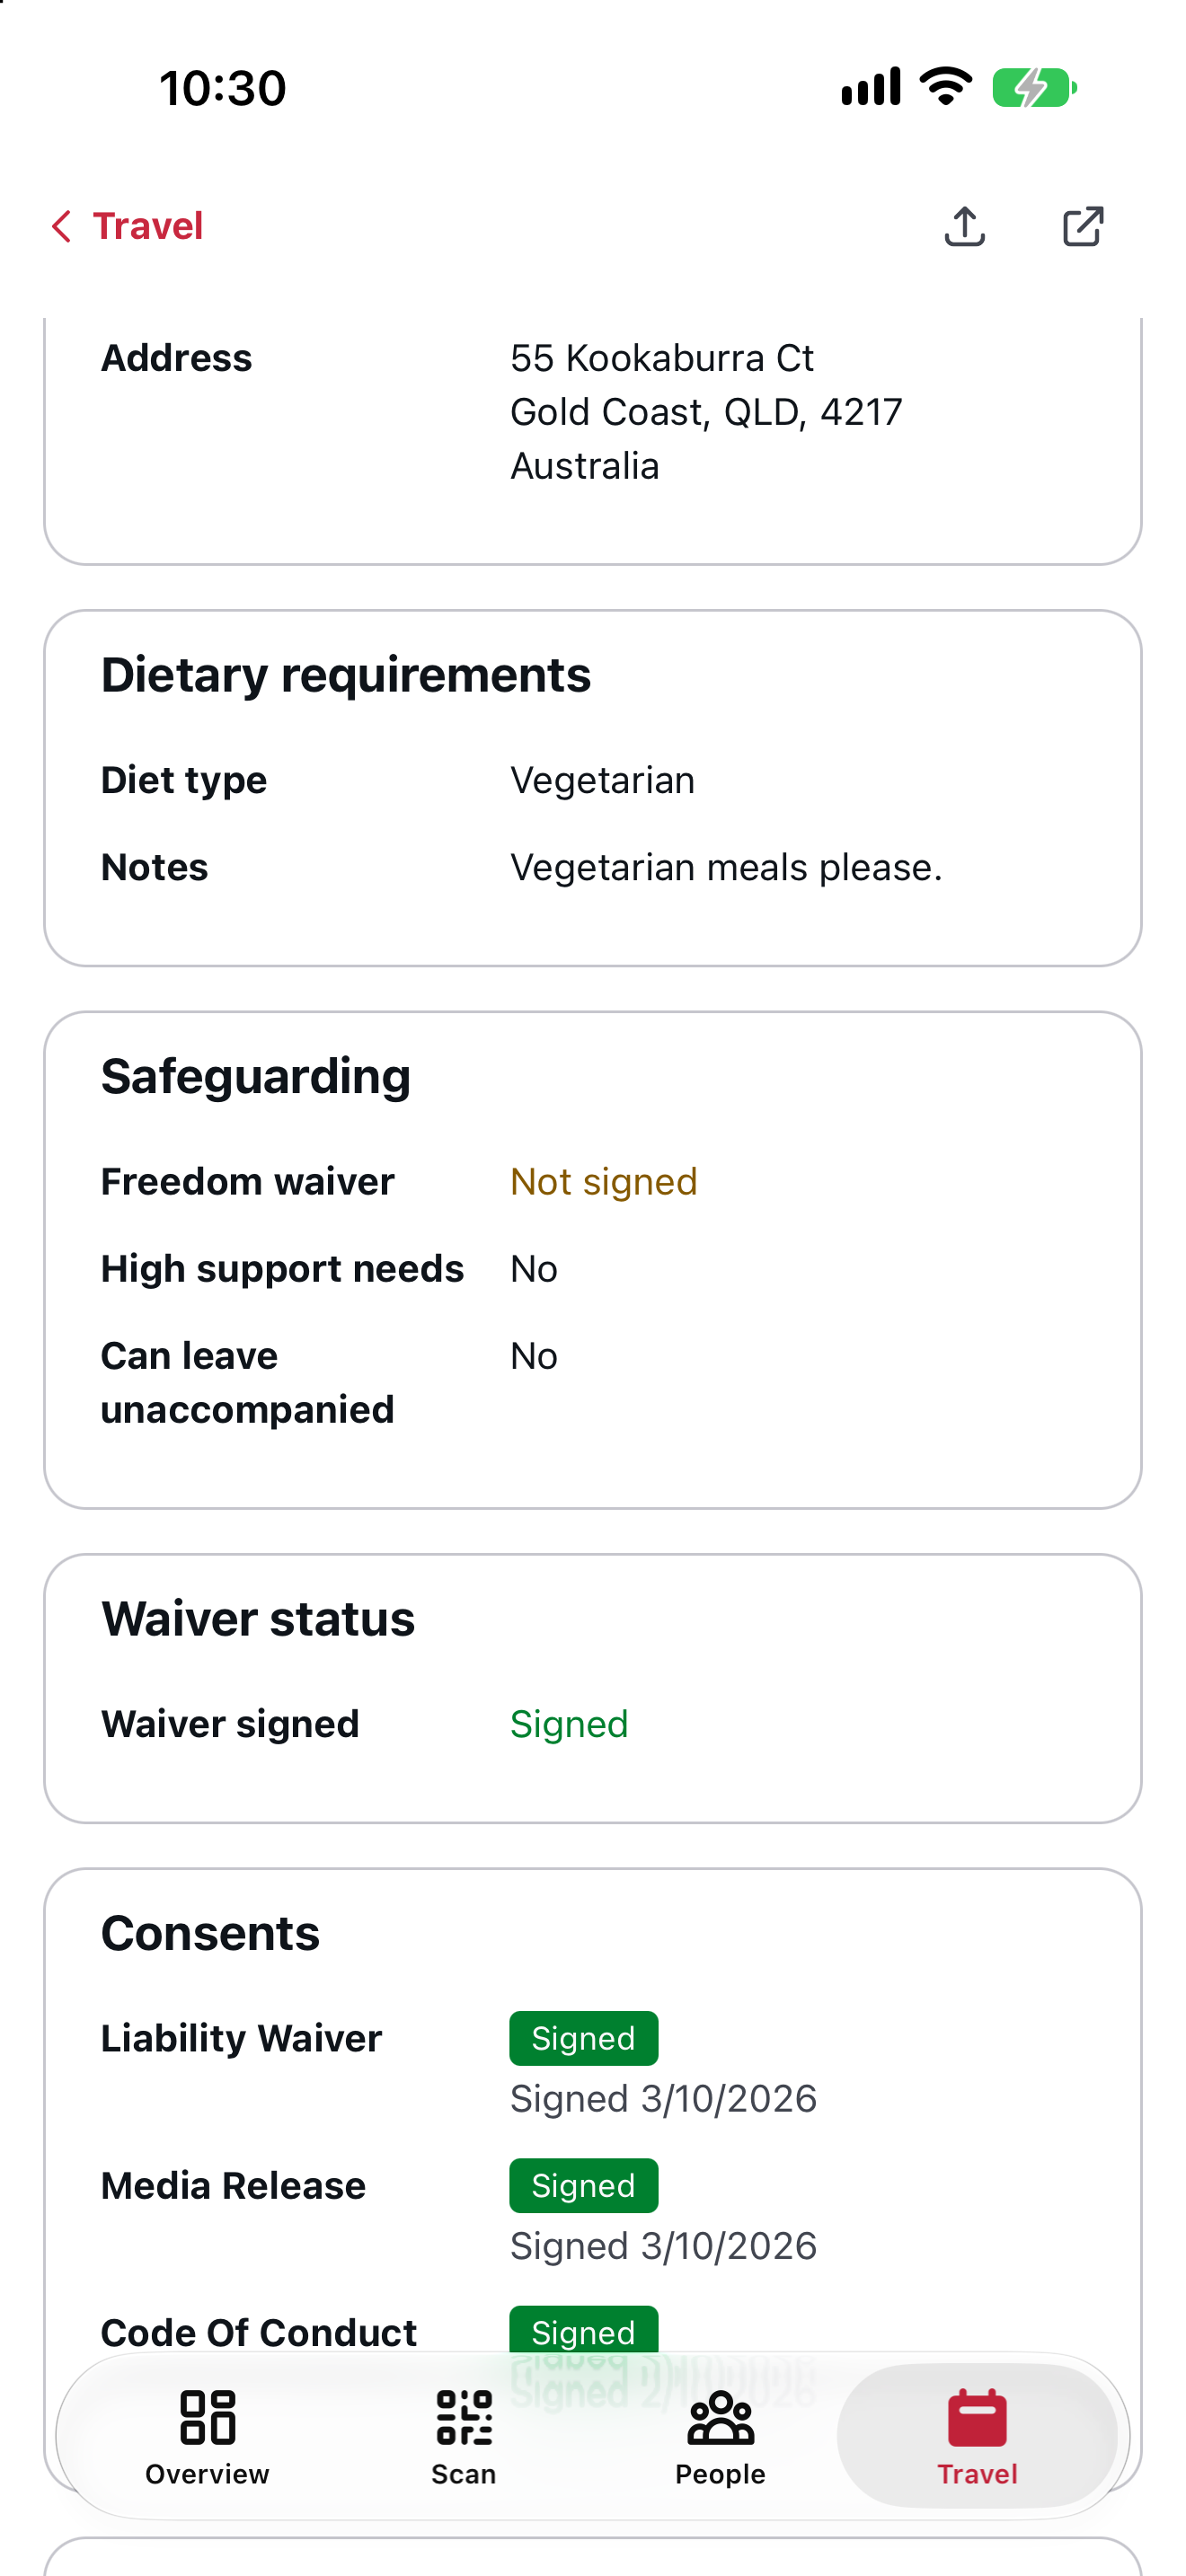 10:30
Travel
Address
55 Kookaburra Ct
Gold Coast, QLD, 4217
Australia
Dietary requirements
Diet type Vegetarian
Notes Vegetarian meals please.
Safeguarding
Freedom waiver Not signed
High support needs No
Can leave unaccompanied No
Waiver status
Waiver signed Signed
Consents
Liability Waiver Signed
Signed 3/10/2026
Media Release Signed
Signed 3/10/2026
Code Of Conduct Signed
Overview Scan People Travel